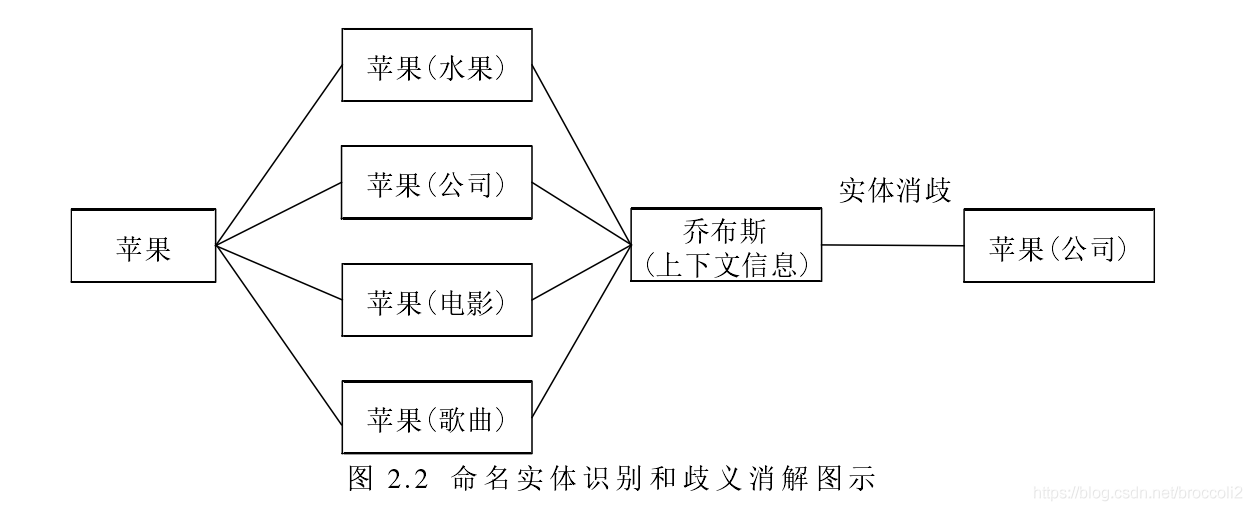 苹果(水果)
苹果(公司)
实体消歧
苹果
乔布斯
(上下文信息)
苹果(公司)
苹果(电影)
苹果(歌曲)
图 2.2 命名实体识别和歧义消解图示
https://blog.csdn.net/broccoli2